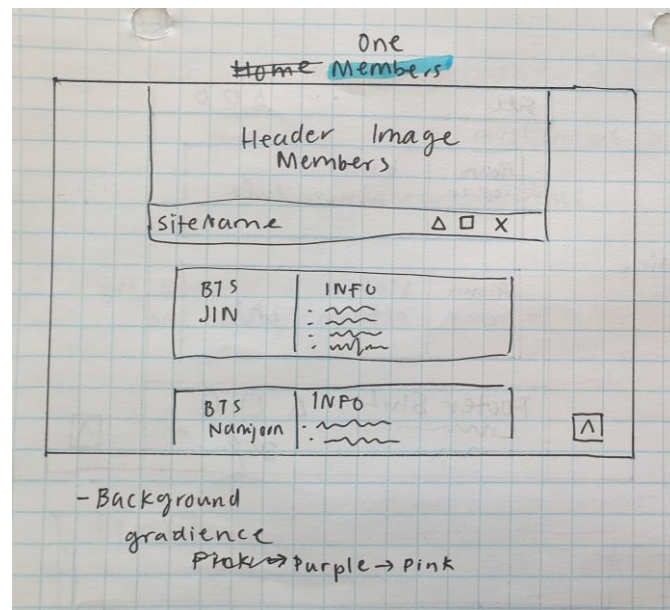 One
Home Members
Header Image
Members
SiteName △ □ X
BTS INFO
JIN
BTS INFO
Namjoon
- Background
gradience
Pink → Purple → Pink